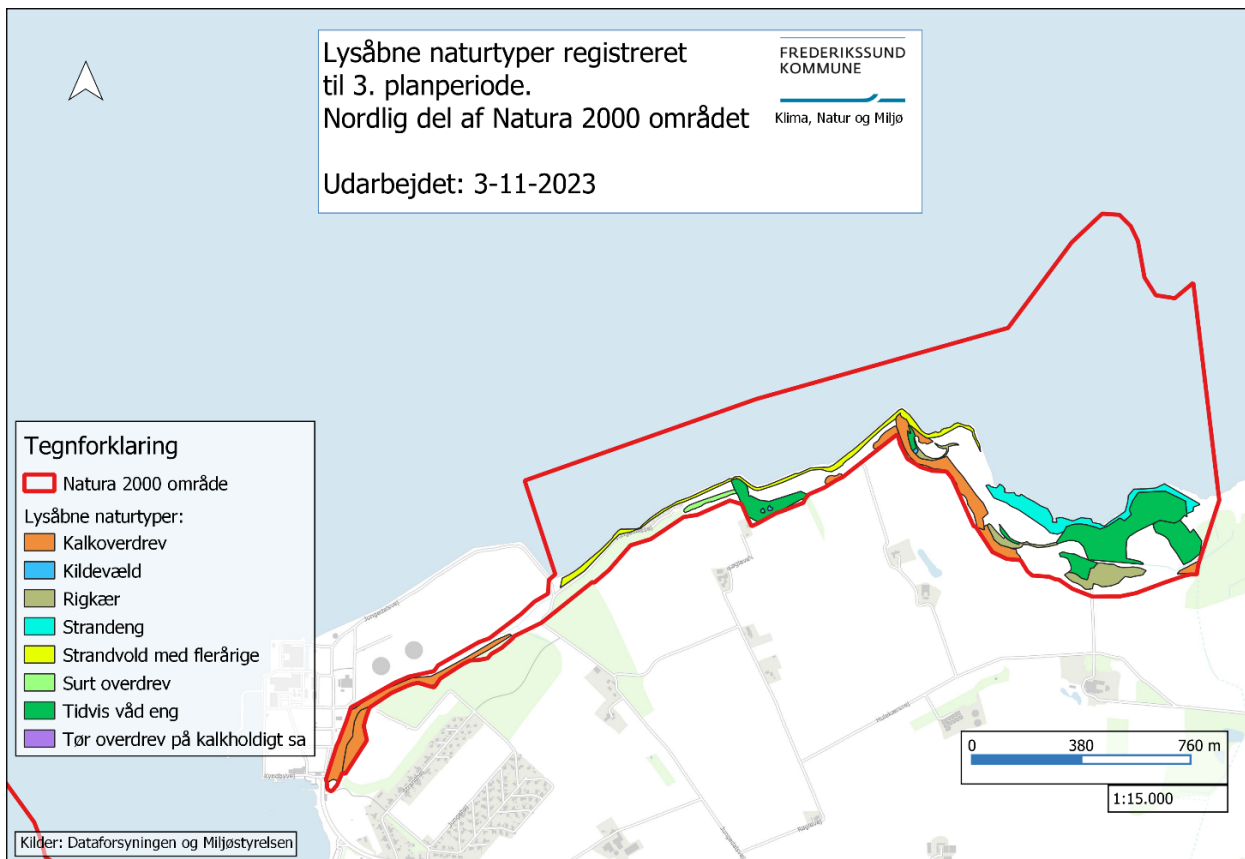 Lysåbne naturtyper registreret
til 3. planperiode.
Nordlig del af Natura 2000 området
Udarbejdet: 3-11-2023
FREDERIKSSUND
KOMMUNE
Klima, Natur og Miljø
Tegnforklaring
Natura 2000 område
Lysåbne naturtyper:
Kalkoverdrev
Kildevæld
Rigkær
Strandeng
Strandvold med flerårige
Surt overdrev
Tidvis våd eng
Tør overdrev på kalkholdigt sa
Kyndbyvej
0 380 760 m
1:15.000
Kilder: Dataforsyningen og Miljøstyrelsen